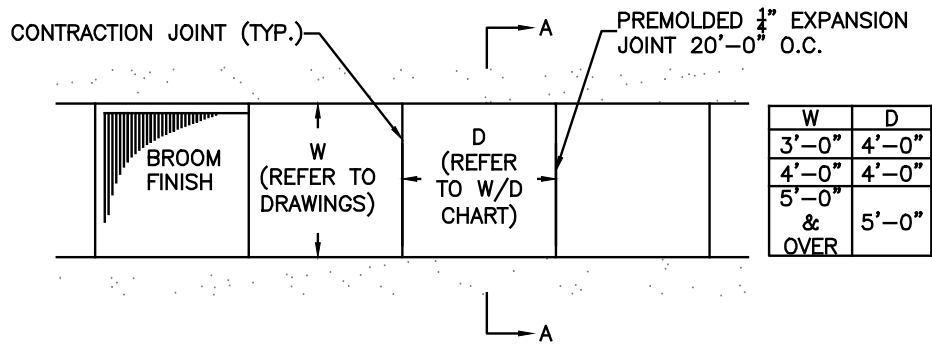 CONTRACTION JOINT (TYP.)
A
PREMOLDED 1/4" EXPANSION
JOINT 20'-0" O.C.
BROOM
FINISH
W
(REFER TO
DRAWINGS)
D
(REFER
TO W/D
CHART)
W D
3'-0" 4'-0"
4'-0" 4'-0"
5'-0"
&
OVER
5'-0"
A